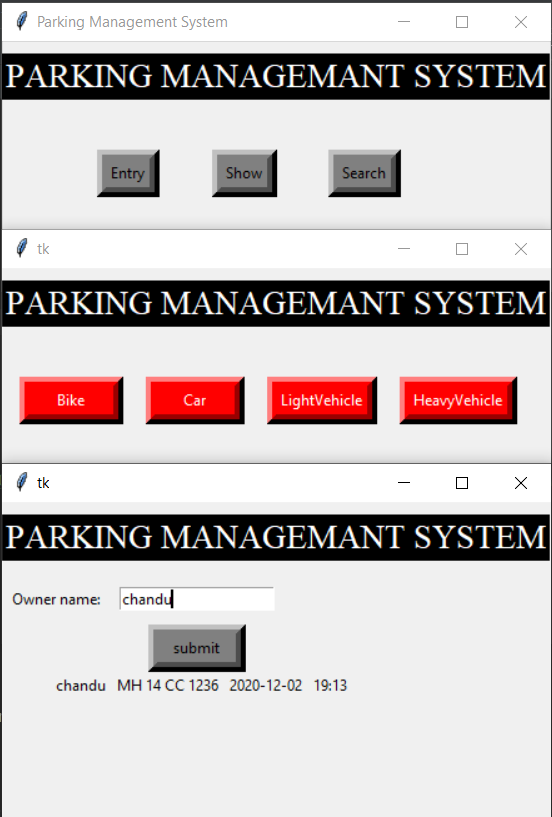 Parking Management System
PARKING MANAGEMANT SYSTEM
Entry Show Search
tk
PARKING MANAGEMANT SYSTEM
Bike Car LightVehicle HeavyVehicle
tk
PARKING MANAGEMANT SYSTEM
Owner name: chandu
submit
chandu MH 14 CC 1236 2020-12-02 19:13